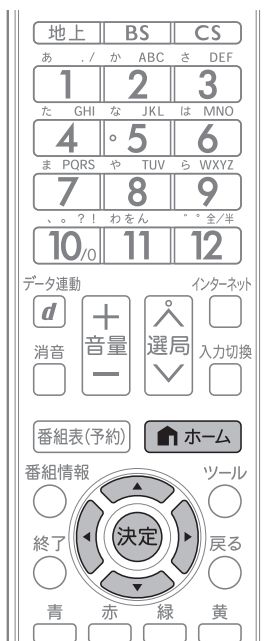 地上 BS CS
あ ./ か ABC さ DEF
1 2 3
た GHI な JKL は MNO
4 5 6
ま PQRS や TUV ら WXYZ
7 8 9
、。?! わをん ゛゜全/半
10/0 11 12
データ連動 インターネット
d + 音量 − 選局
消音 入力切換
番組表(予約) ホーム
番組情報 ツール
決定
終了 戻る
青 赤 緑 黄